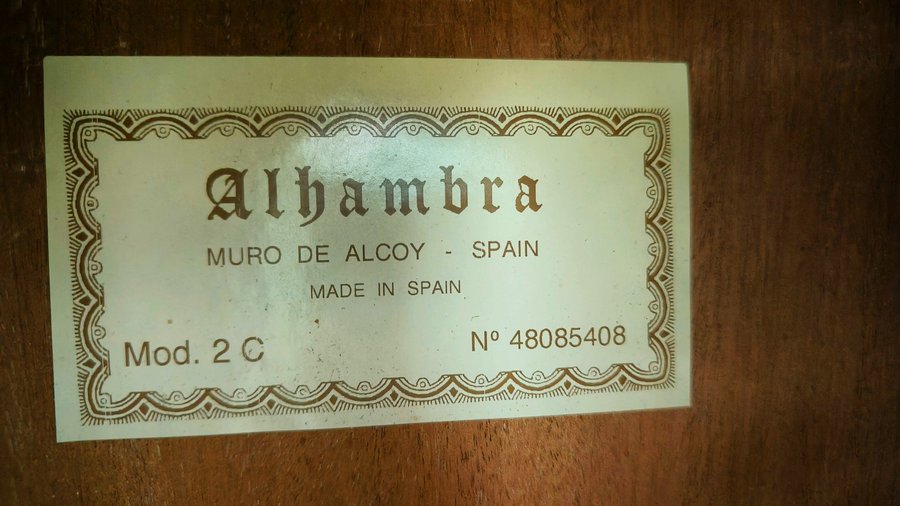 Alhambra
MURO DE ALCOY - SPAIN
MADE IN SPAIN
Mod. 2 C Nº 48085408